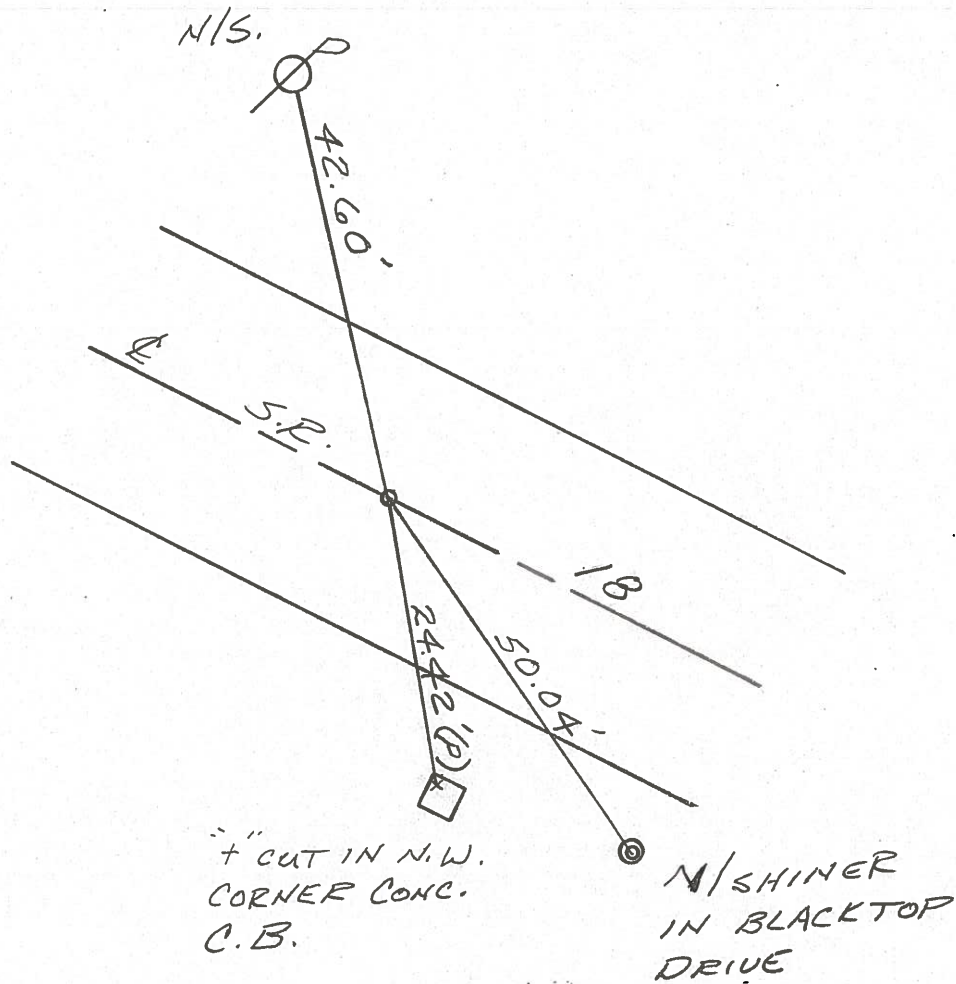 N/S.
42.60'
℄
S.R.
18
24.42'(P)
50.04'
"+" CUT IN N.W.
CORNER CONC.
C.B.
N/SHINER
IN BLACKTOP
DRIVE